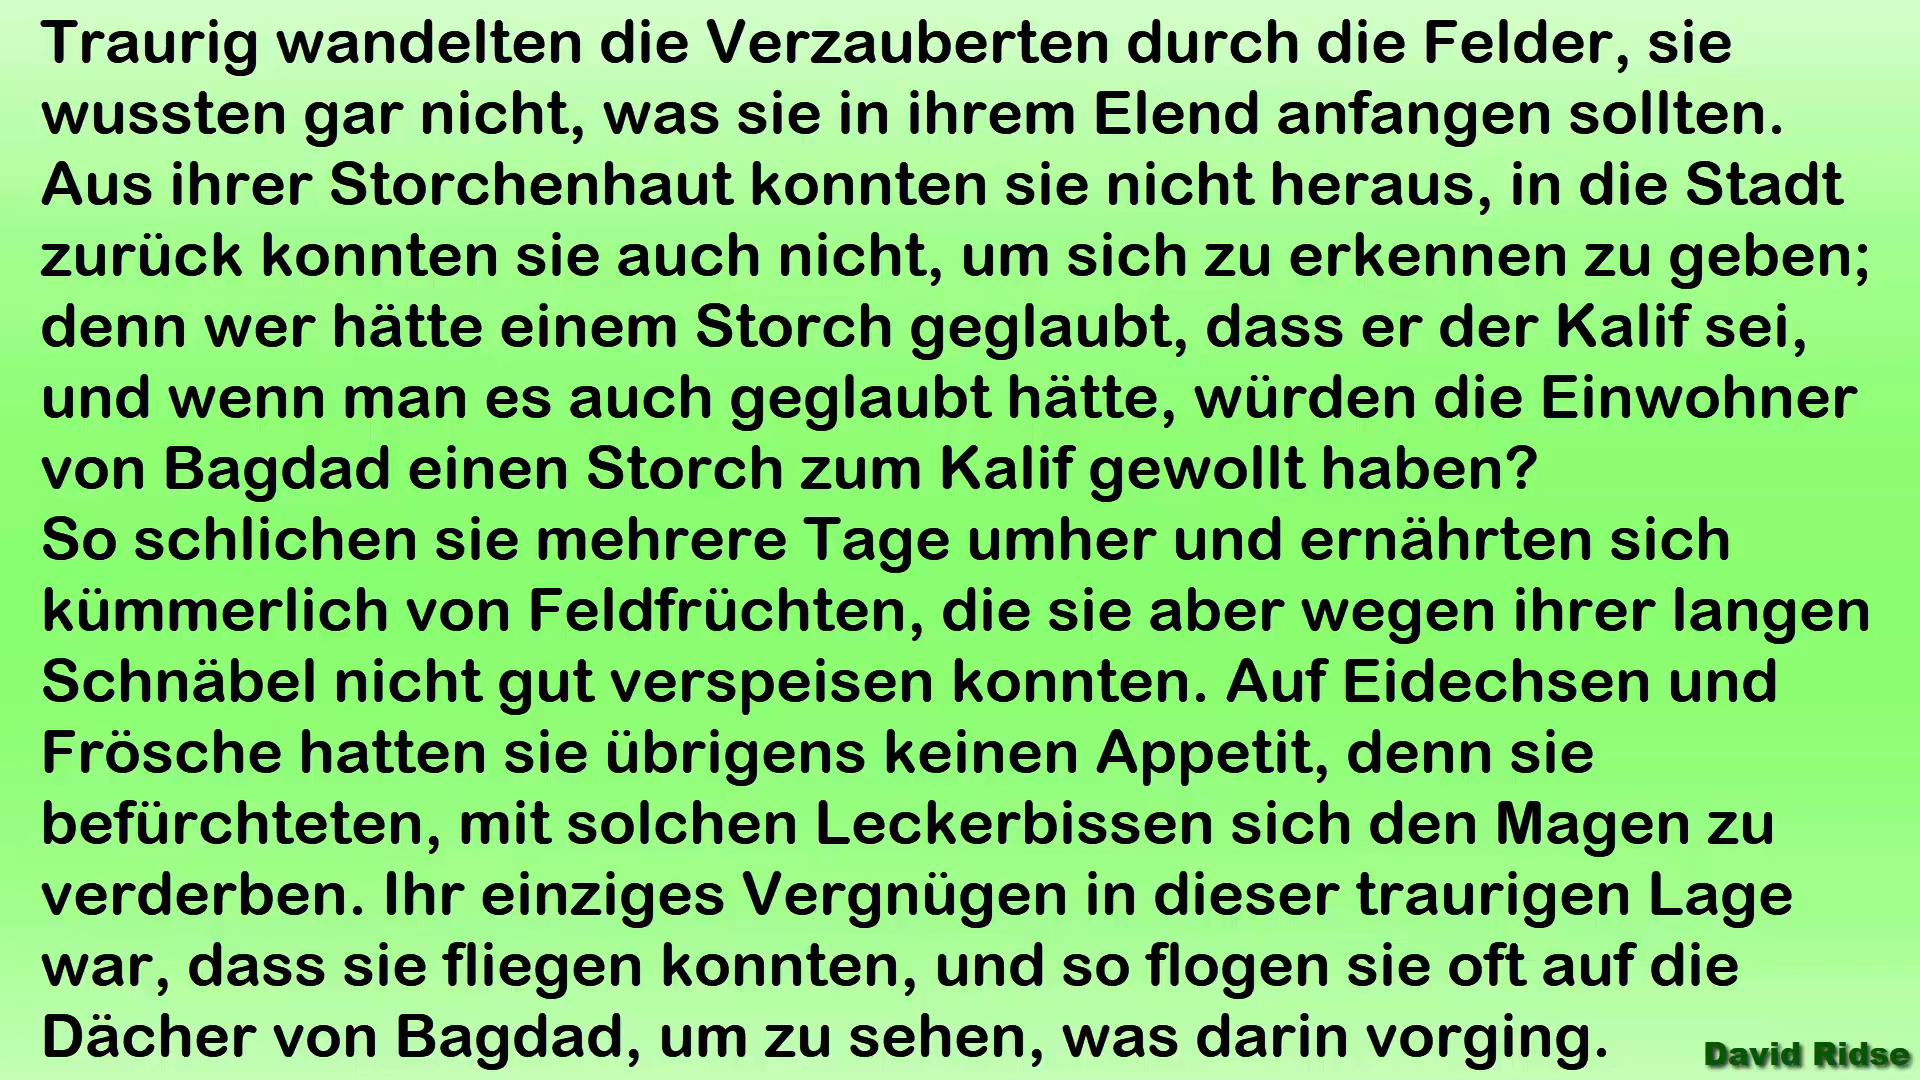 Traurig wandelten die Verzauberten durch die Felder, sie
wussten gar nicht, was sie in ihrem Elend anfangen sollten.
Aus ihrer Storchenhaut konnten sie nicht heraus, in die Stadt
zurück konnten sie auch nicht, um sich zu erkennen zu geben;
denn wer hätte einem Storch geglaubt, dass er der Kalif sei,
und wenn man es auch geglaubt hätte, würden die Einwohner
von Bagdad einen Storch zum Kalif gewollt haben?
So schlichen sie mehrere Tage umher und ernährten sich
kümmerlich von Feldfrüchten, die sie aber wegen ihrer langen
Schnäbel nicht gut verspeisen konnten. Auf Eidechsen und
Frösche hatten sie übrigens keinen Appetit, denn sie
befürchteten, mit solchen Leckerbissen sich den Magen zu
verderben. Ihr einziges Vergnügen in dieser traurigen Lage
war, dass sie fliegen konnten, und so flogen sie oft auf die
Dächer von Bagdad, um zu sehen, was darin vorging.
David Ridse